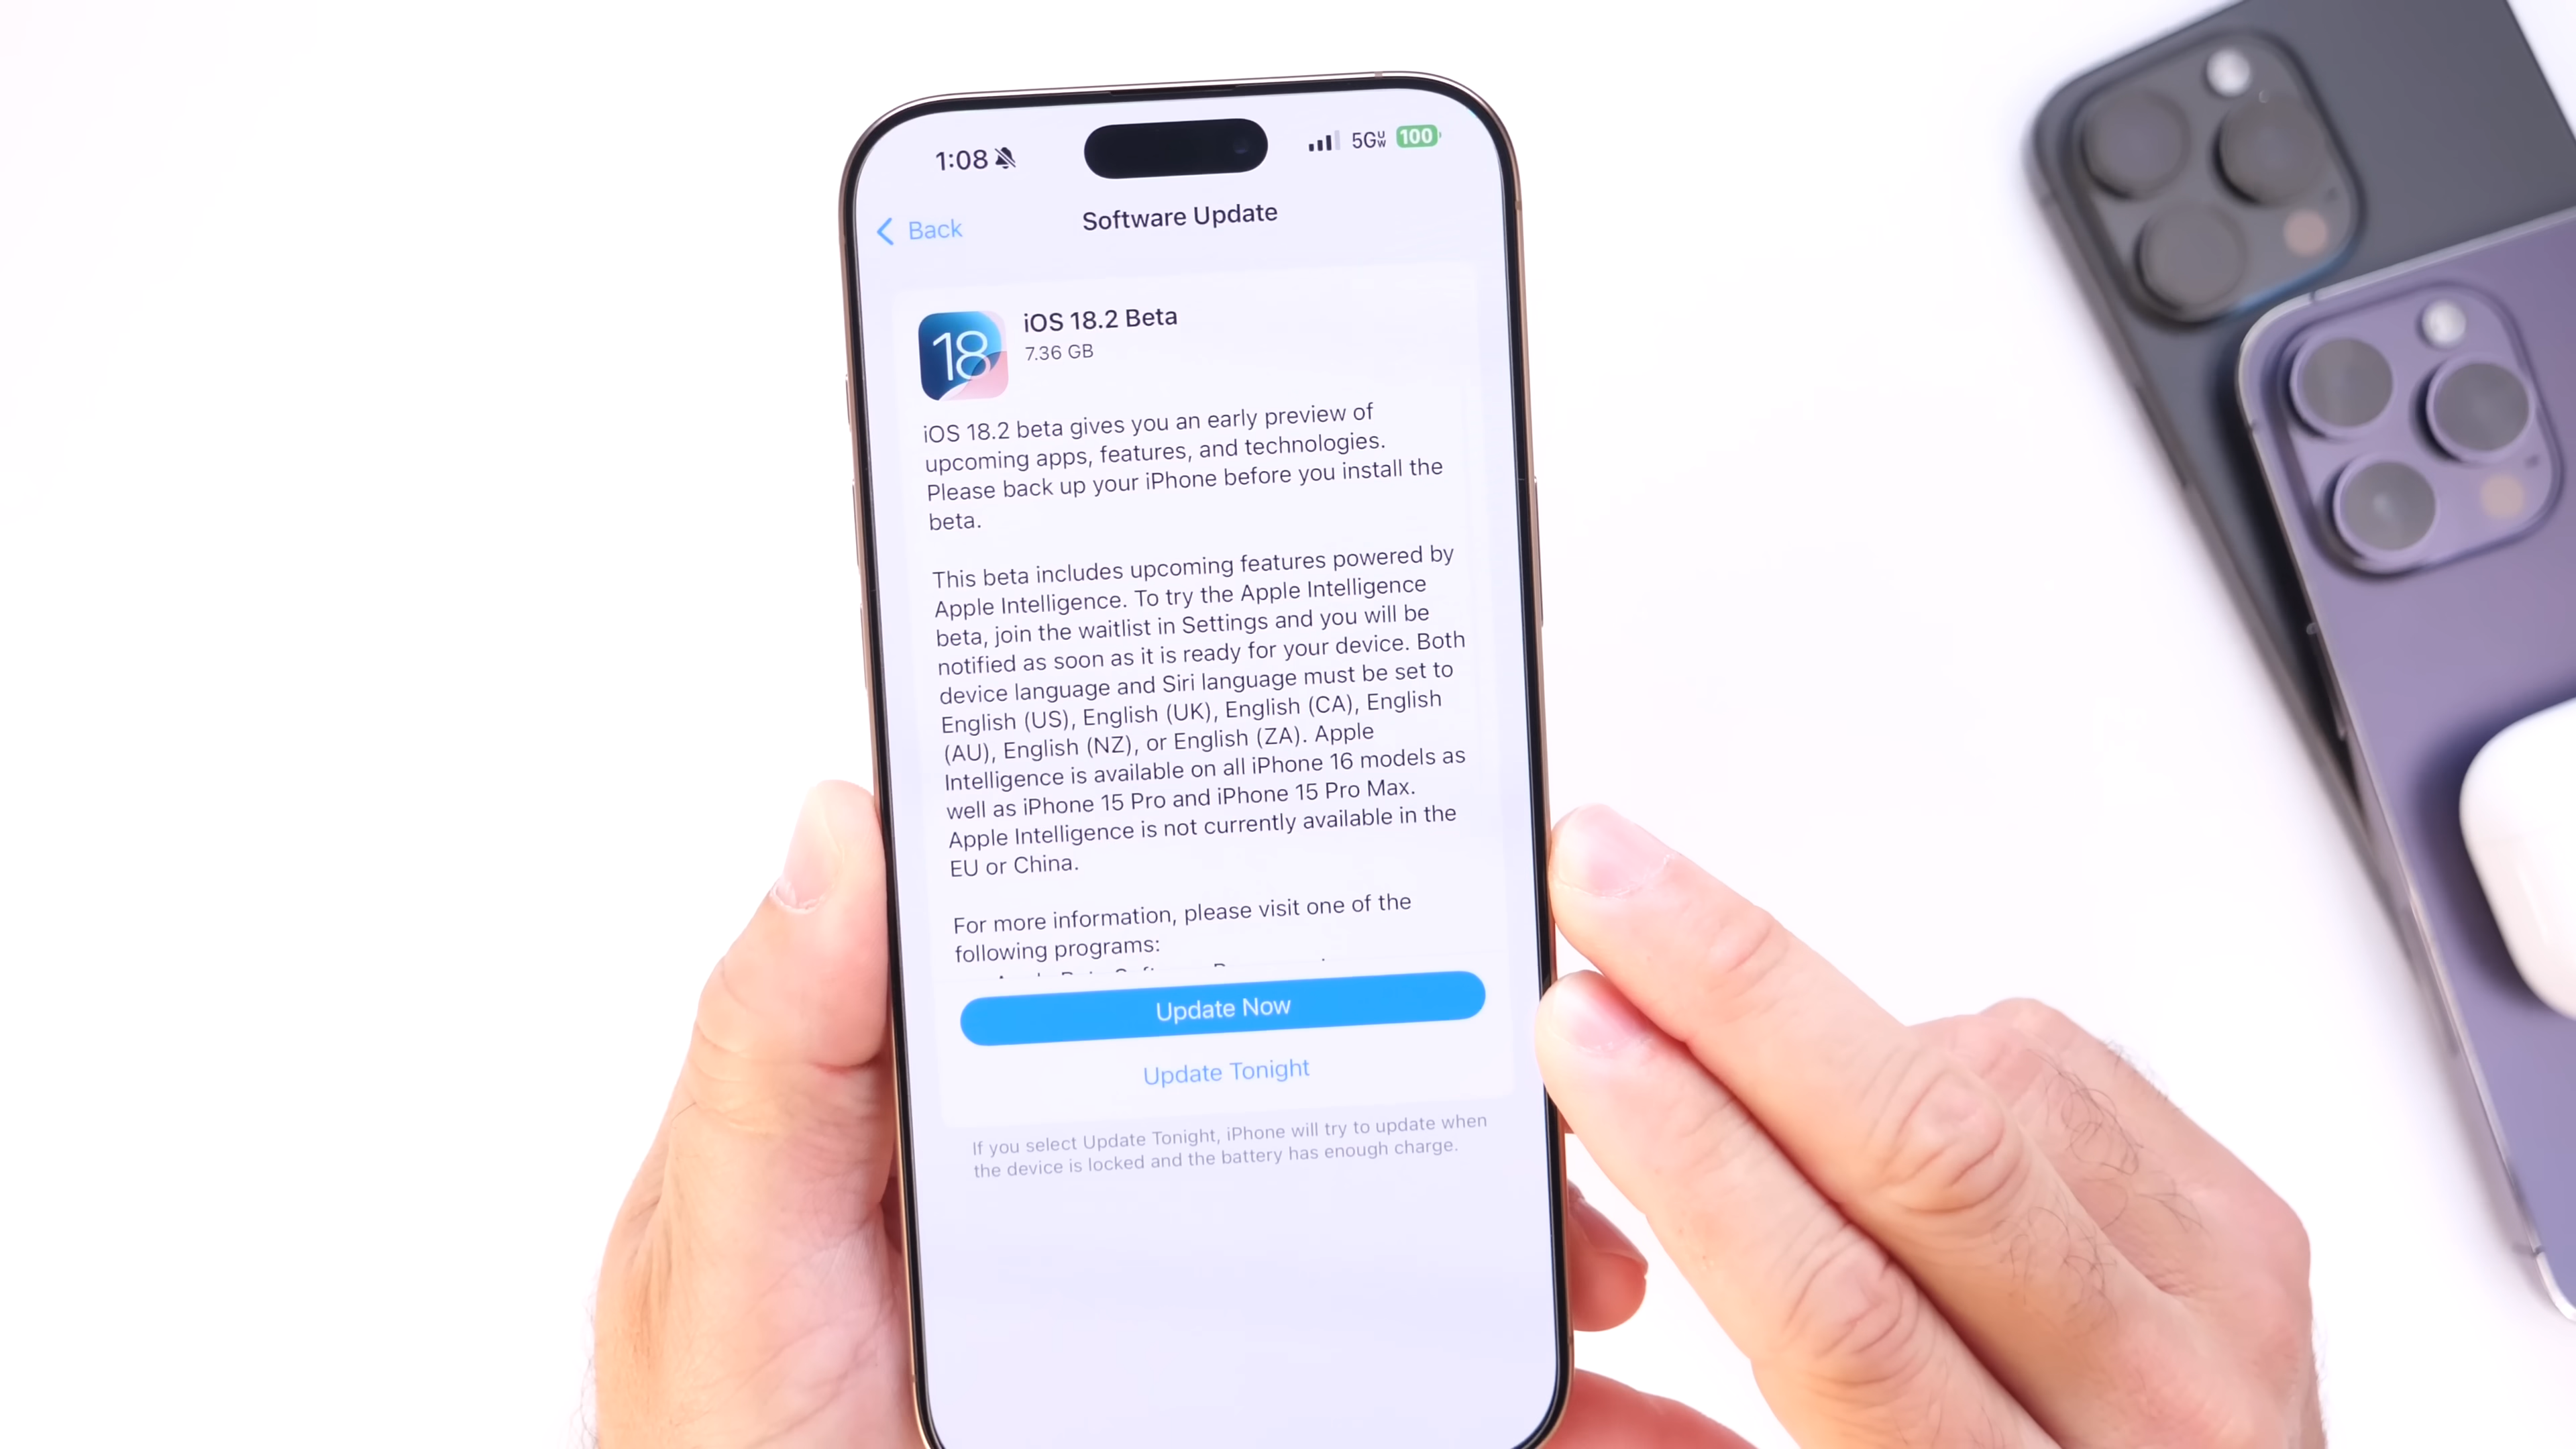 1:08
5G UW
100
Back
Software Update
18
iOS 18.2 Beta
7.36 GB
iOS 18.2 beta gives you an early preview of
upcoming apps, features, and technologies.
Please back up your iPhone before you install the
beta.
This beta includes upcoming features powered by
Apple Intelligence. To try the Apple Intelligence
beta, join the waitlist in Settings and you will be
notified as soon as it is ready for your device. Both
device language and Siri language must be set to
English (US), English (UK), English (CA), English
(AU), English (NZ), or English (ZA). Apple
Intelligence is available on all iPhone 16 models as
well as iPhone 15 Pro and iPhone 15 Pro Max.
Apple Intelligence is not currently available in the
EU or China.
For more information, please visit one of the
following programs:
Update Now
Update Tonight
If you select Update Tonight, iPhone will try to update when
the device is locked and the battery has enough charge.